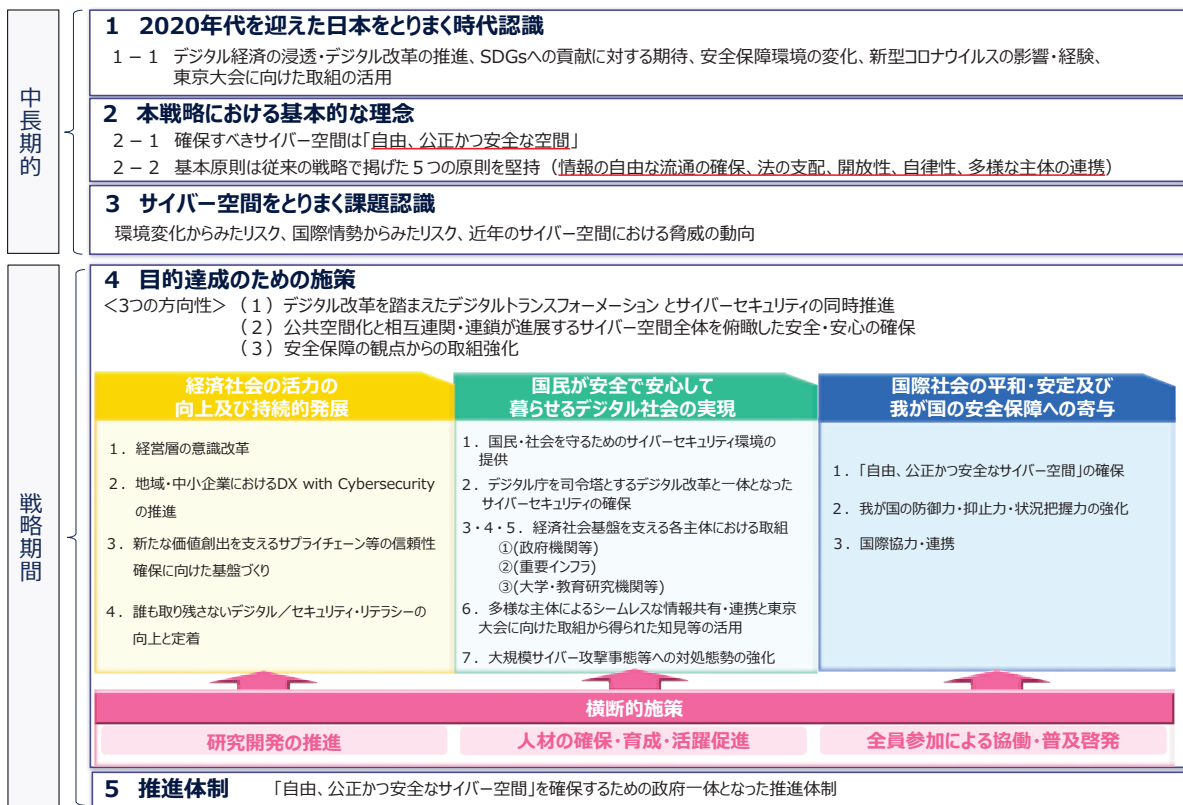 中長期的
1 2020年代を迎えた日本をとりまく時代認識
1－1 デジタル経済の浸透・デジタル改革の推進、SDGsへの貢献に対する期待、安全保障環境の変化、新型コロナウイルスの影響・経験、
東京大会に向けた取組の活用
2 本戦略における基本的な理念
2－1 確保すべきサイバー空間は「自由、公正かつ安全な空間」
2－2 基本原則は従来の戦略で掲げた５つの原則を堅持（情報の自由な流通の確保、法の支配、開放性、自律性、多様な主体の連携）
3 サイバー空間をとりまく課題認識
環境変化からみたリスク、国際情勢からみたリスク、近年のサイバー空間における脅威の動向
戦略期間
4 目的達成のための施策
＜3つの方向性＞（１）デジタル改革を踏まえたデジタルトランスフォーメーション とサイバーセキュリティの同時推進
（２）公共空間化と相互連関・連鎖が進展するサイバー空間全体を俯瞰した安全・安心の確保
（３）安全保障の観点からの取組強化
経済社会の活力の
向上及び持続的発展
1．経営層の意識改革
2．地域・中小企業におけるDX with Cybersecurity
の推進
3．新たな価値創出を支えるサプライチェーン等の信頼性
確保に向けた基盤づくり
4．誰も取り残さないデジタル／セキュリティ・リテラシーの
向上と定着
国民が安全で安心して
暮らせるデジタル社会の実現
1．国民・社会を守るためのサイバーセキュリティ環境の
提供
2．デジタル庁を司令塔とするデジタル改革と一体となった
サイバーセキュリティの確保
3・4・5．経済社会基盤を支える各主体における取組
①(政府機関等)
②(重要インフラ)
③(大学・教育研究機関等)
6．多様な主体によるシームレスな情報共有・連携と東京
大会に向けた取組から得られた知見等の活用
7．大規模サイバー攻撃事態等への対処態勢の強化
国際社会の平和・安定及び
我が国の安全保障への寄与
1．「自由、公正かつ安全なサイバー空間」の確保
2．我が国の防御力・抑止力・状況把握力の強化
3．国際協力・連携
横断的施策
研究開発の推進
人材の確保・育成・活躍促進
全員参加による協働・普及啓発
5 推進体制 「自由、公正かつ安全なサイバー空間」を確保するための政府一体となった推進体制